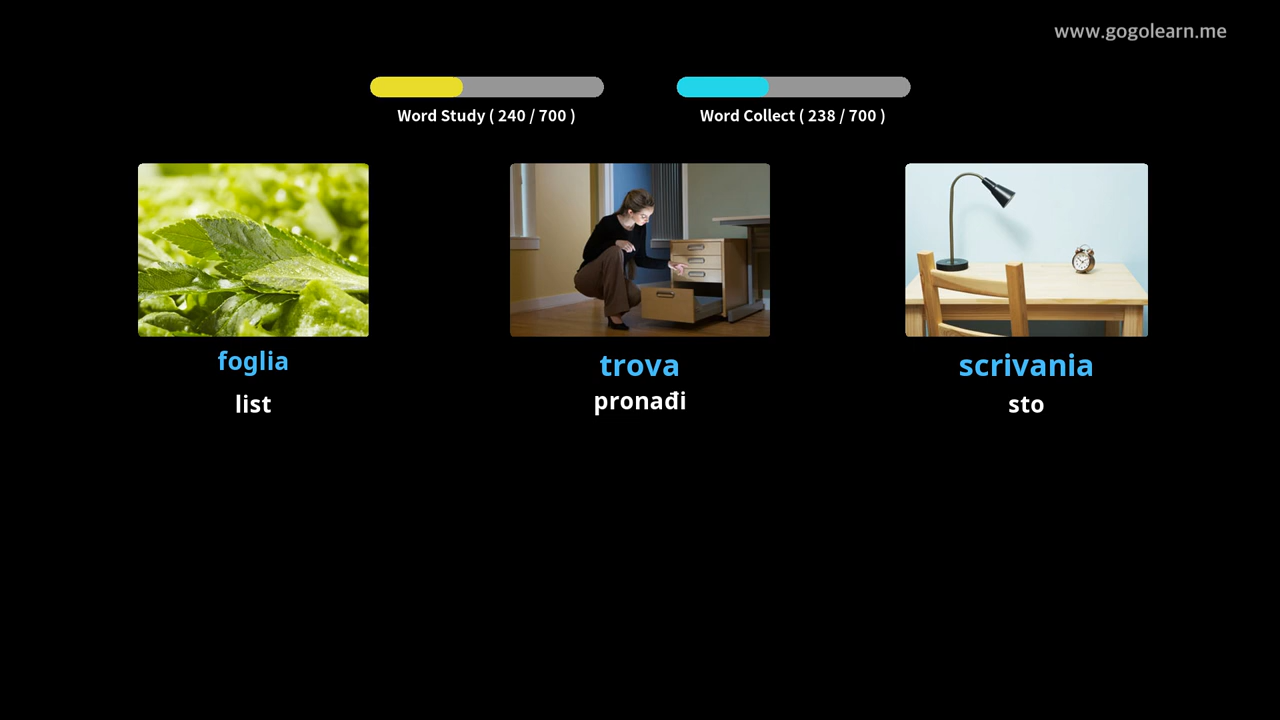 www.gogolearn.me
Word Study ( 240 / 700 )
Word Collect ( 238 / 700 )
foglia
list
trova
pronađi
scrivania
sto